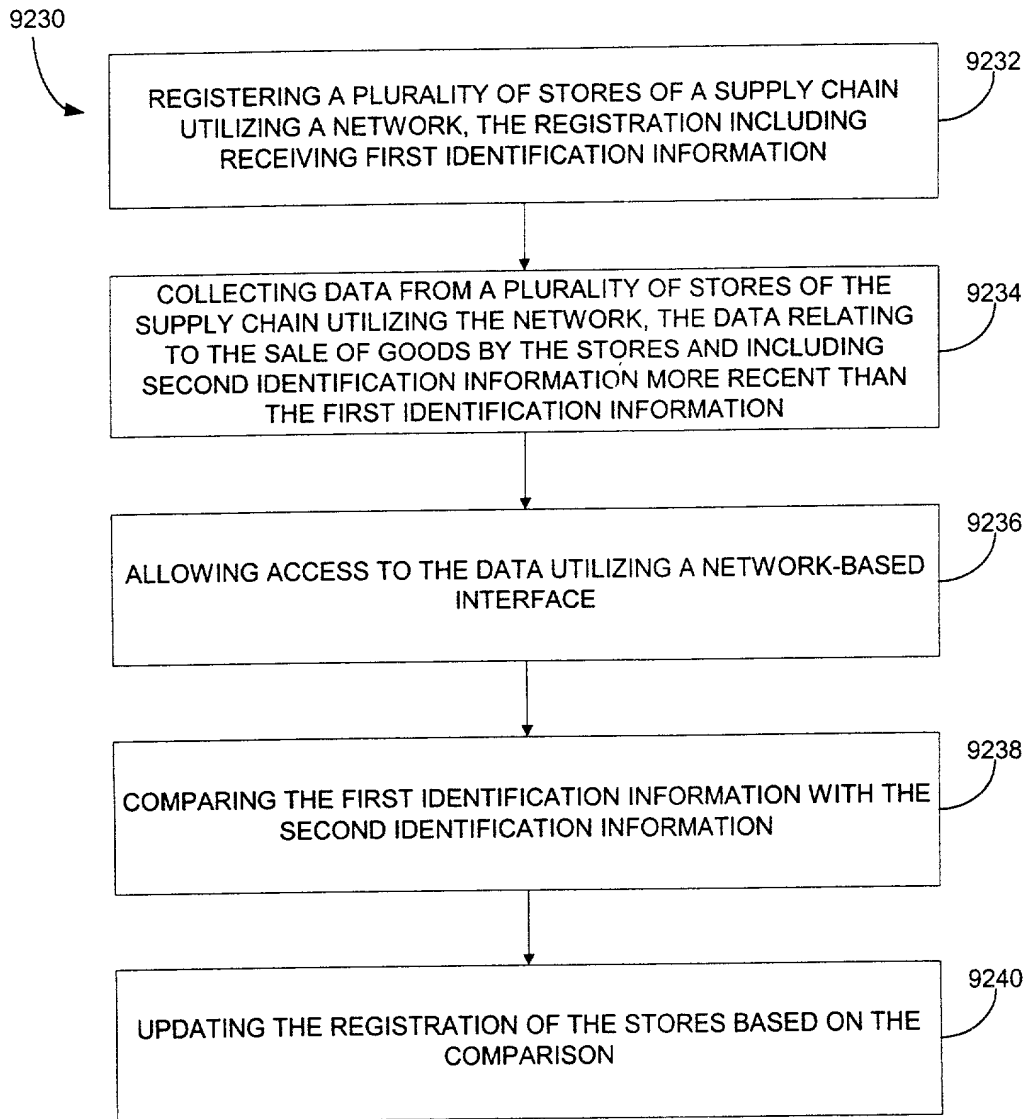 9230
9232
REGISTERING A PLURALITY OF STORES OF A SUPPLY CHAIN
UTILIZING A NETWORK, THE REGISTRATION INCLUDING
RECEIVING FIRST IDENTIFICATION INFORMATION
9234
COLLECTING DATA FROM A PLURALITY OF STORES OF THE
SUPPLY CHAIN UTILIZING THE NETWORK, THE DATA RELATING
TO THE SALE OF GOODS BY THE STORES AND INCLUDING
SECOND IDENTIFICATION INFORMATION MORE RECENT THAN
THE FIRST IDENTIFICATION INFORMATION
9236
ALLOWING ACCESS TO THE DATA UTILIZING A NETWORK-BASED
INTERFACE
9238
COMPARING THE FIRST IDENTIFICATION INFORMATION WITH THE
SECOND IDENTIFICATION INFORMATION
9240
UPDATING THE REGISTRATION OF THE STORES BASED ON THE
COMPARISON